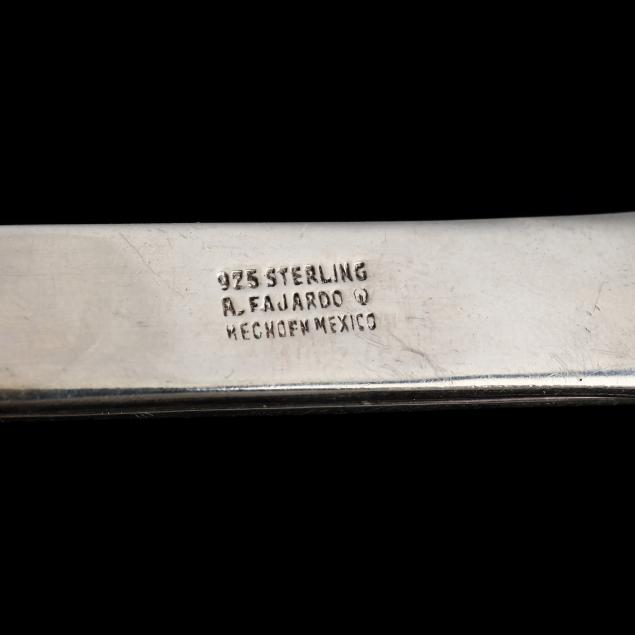 925 STERLING
A. FAJARDO
HECHO EN MEXICO